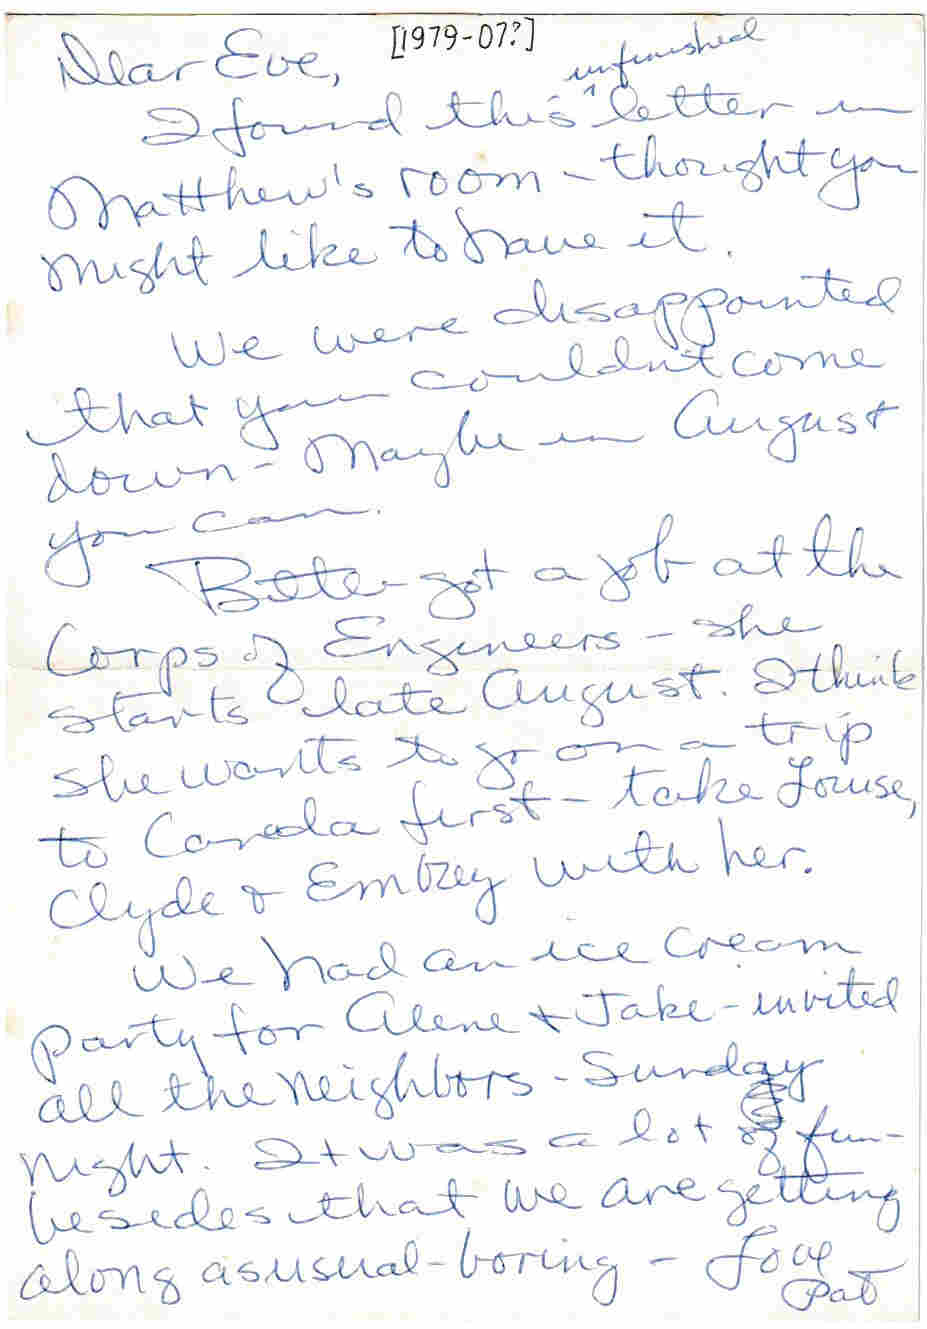 [1979-07?]
Dear Eve,
I found this ^unfinished letter in
Matthew's room - thought you
might like to have it.
We were disappointed
that you couldn't come
down - Maybe in August
you can.
Bette got a job at the
Corps of Engineers - she
starts late August. I think
she wants to go on a trip
to Canada first - take Louise,
Clyde & Embrey with her.
We had an ice cream
party for Alene & Jake - invited
all the neighbors - Sunday
night. It was a lot of fun -
besides that we are getting
along as usual - boring - Love
Pat